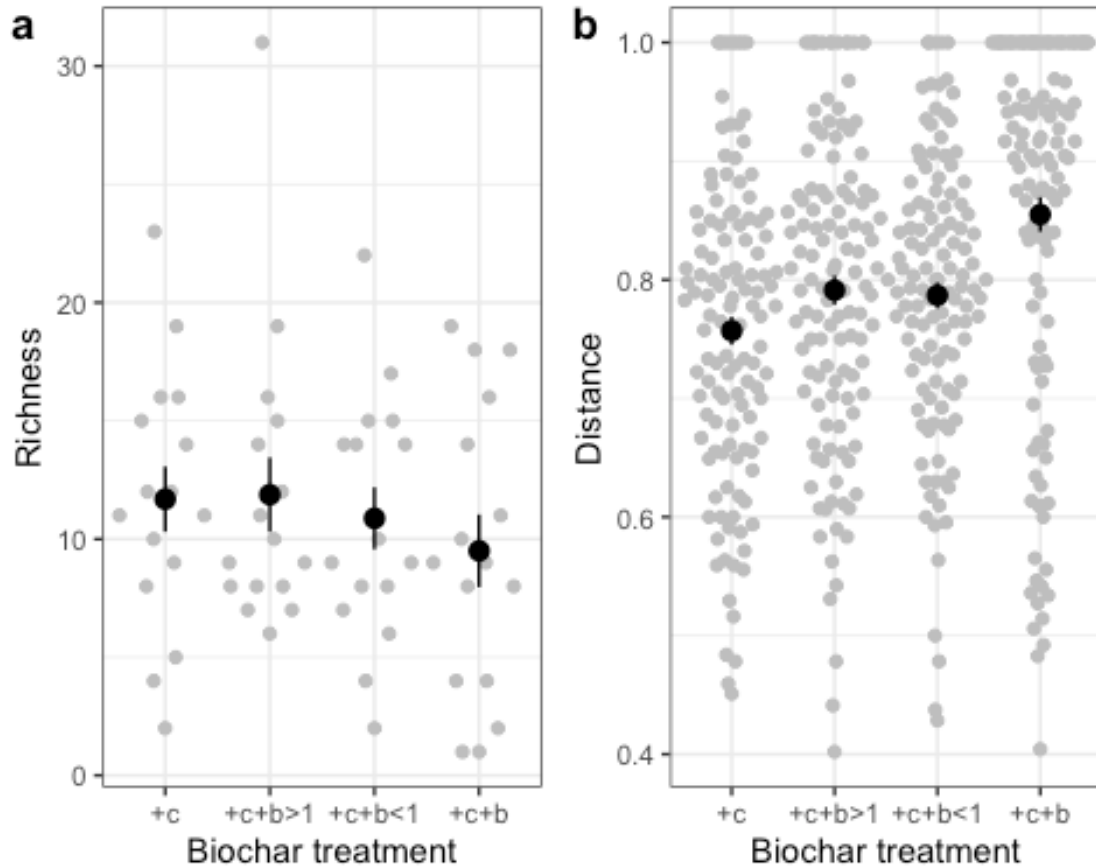 a
b
Richness
30
20
10
0
+c
+c+b>1
+c+b<1
+c+b
Biochar treatment
Distance
1.0
0.8
0.6
0.4
+c
+c+b>1
+c+b<1
+c+b
Biochar treatment